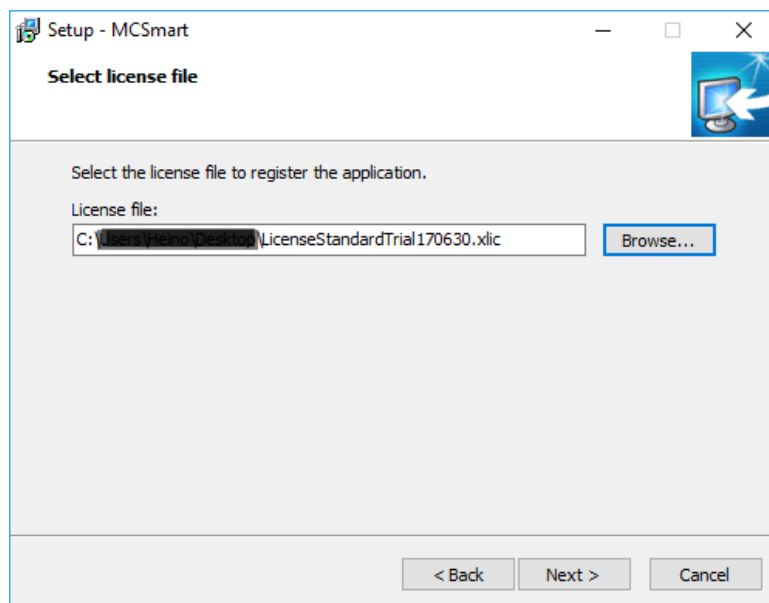 Setup - MCSmart
Select license file
Select the license file to register the application.
License file:
C:\ \LicenseStandardTrial170630.xlic
Browse...
< Back
Next >
Cancel